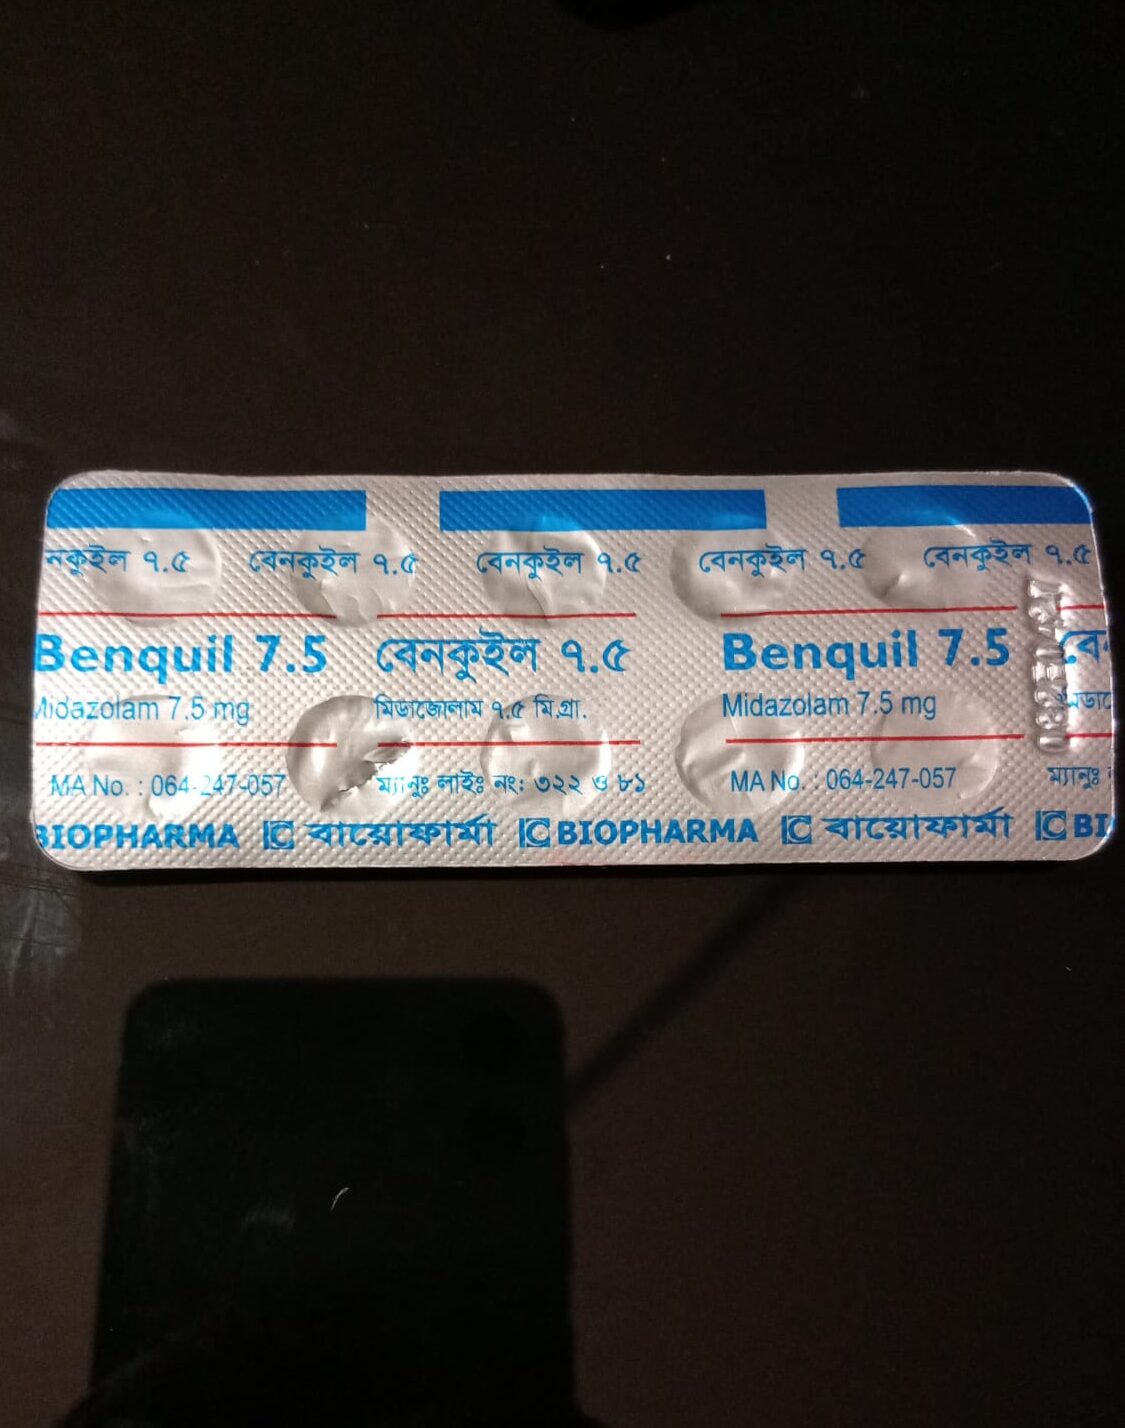 নকুইল ৭.৫ বেনকুইল ৭.৫ বেনকুইল ৭.৫ বেনকুইল ৭.৫ বেনকুইল ৭.৫
Benquil 7.5 বেনকুইল ৭.৫ Benquil 7.5 বে
Midazolam 7.5 mg মিডাজোলাম ৭.৫ মি.গ্রা. Midazolam 7.5 mg
MA No. : 064-247-057 ম্যানুঃ লাইঃ নং: ৩২২ ও ৮১ MA No. : 064-247-057 ম্যানুঃ
BIOPHARMA বায়োফার্মা BIOPHARMA বায়োফার্মা BI